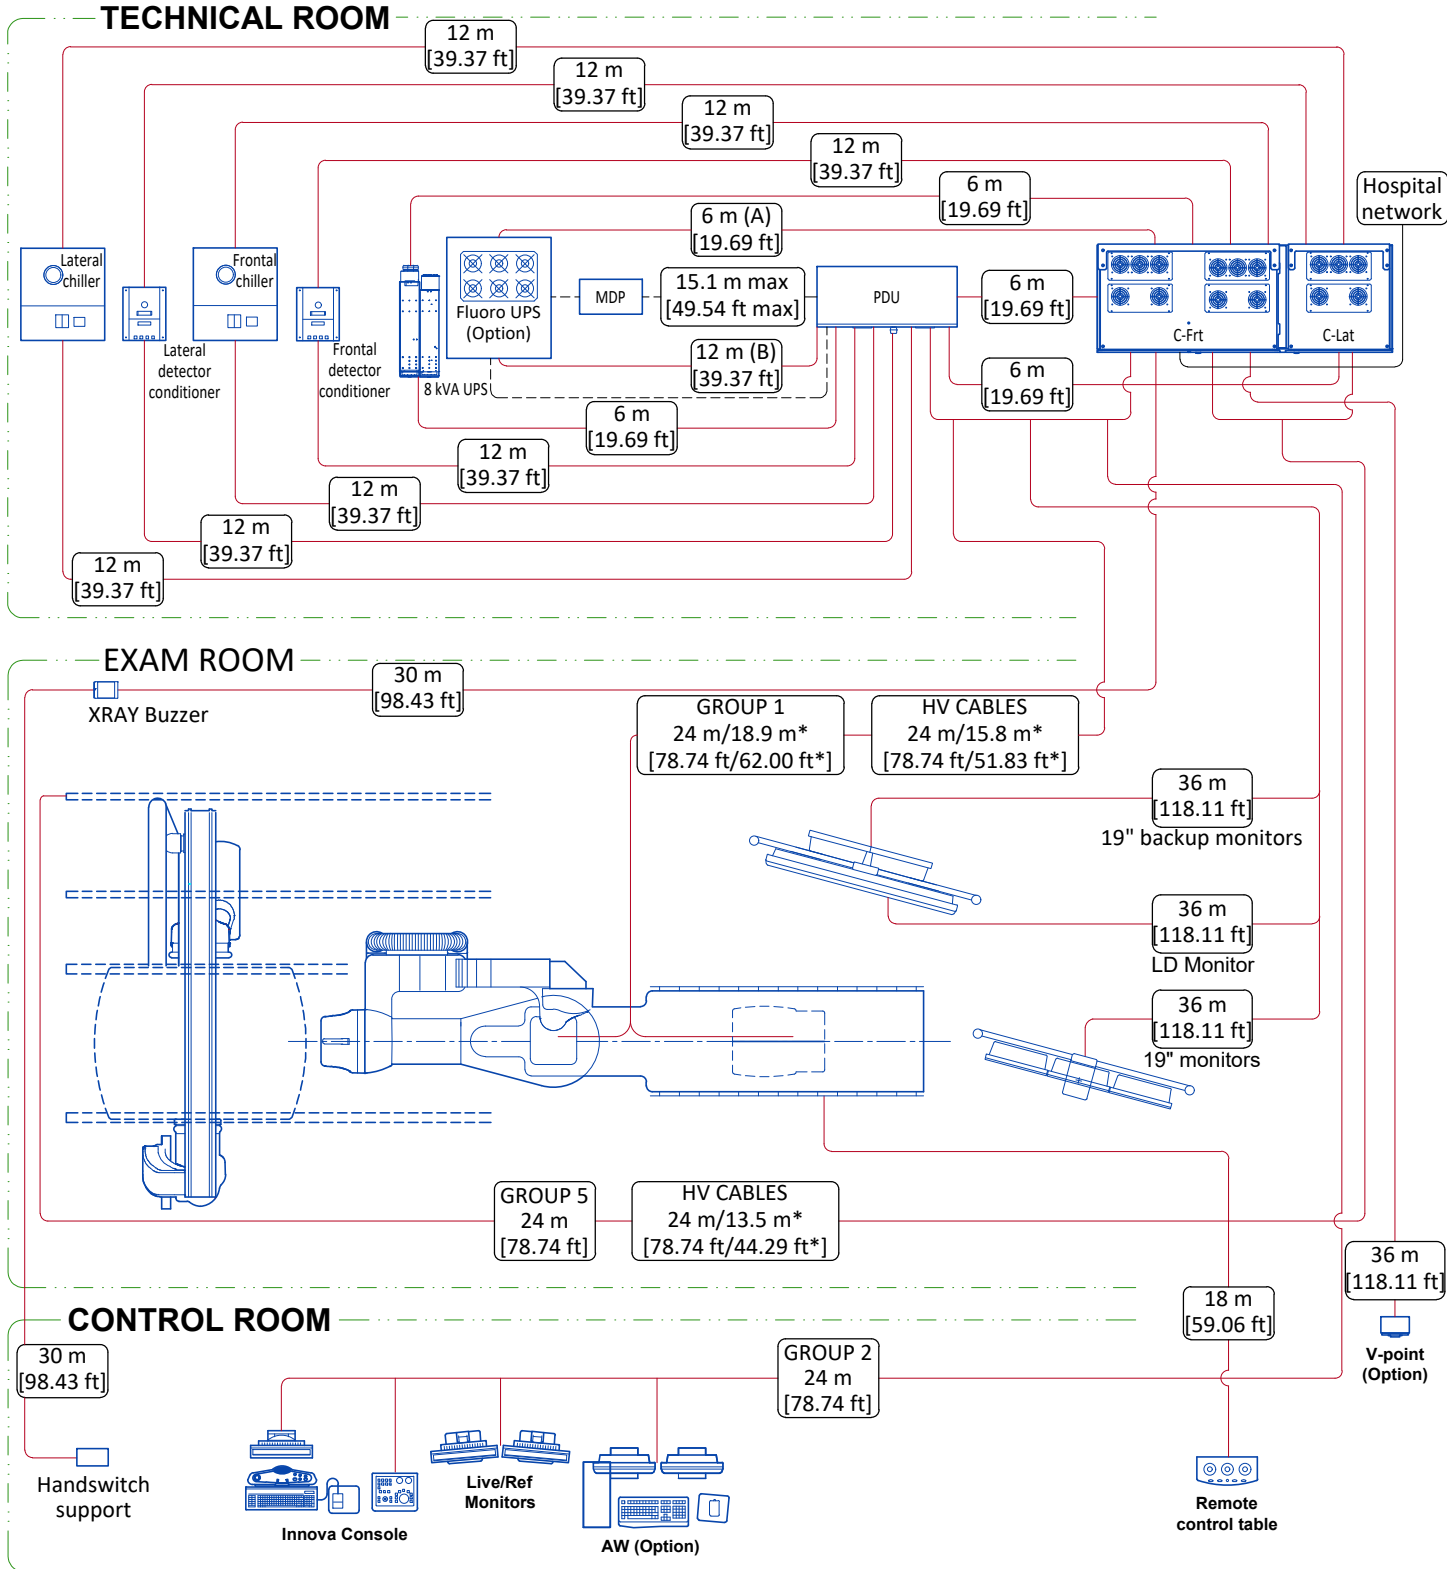 TECHNICAL ROOM
12 m
[39.37 ft]
12 m
[39.37 ft]
12 m
[39.37 ft]
12 m
[39.37 ft]
6 m
[19.69 ft]
Hospital
network
6 m (A)
[19.69 ft]
Lateral
chiller
Frontal
chiller
Fluoro UPS
(Option)
MDP
15.1 m max
[49.54 ft max]
PDU
6 m
[19.69 ft]
C-Frt
C-Lat
Lateral
detector
conditioner
Frontal
detector
conditioner
8 kVA UPS
12 m (B)
[39.37 ft]
6 m
[19.69 ft]
6 m
[19.69 ft]
12 m
[39.37 ft]
12 m
[39.37 ft]
12 m
[39.37 ft]
12 m
[39.37 ft]
EXAM ROOM
XRAY Buzzer
30 m
[98.43 ft]
GROUP 1
24 m/18.9 m*
[78.74 ft/62.00 ft*]
HV CABLES
24 m/15.8 m*
[78.74 ft/51.83 ft*]
36 m
[118.11 ft]
19" backup monitors
36 m
[118.11 ft]
LD Monitor
36 m
[118.11 ft]
19" monitors
GROUP 5
24 m
[78.74 ft]
HV CABLES
24 m/13.5 m*
[78.74 ft/44.29 ft*]
36 m
[118.11 ft]
V-point
(Option)
18 m
[59.06 ft]
CONTROL ROOM
30 m
[98.43 ft]
GROUP 2
24 m
[78.74 ft]
Handswitch
support
Innova Console
Live/Ref
Monitors
AW (Option)
Remote
control table